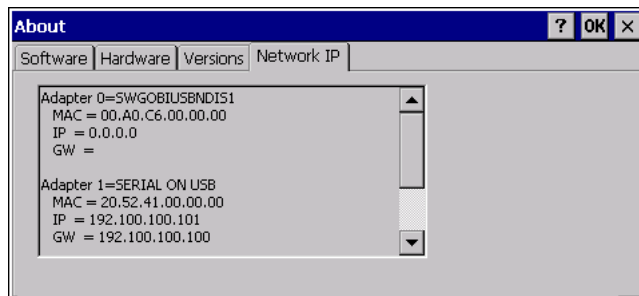 About ? OK ×
Software Hardware Versions Network IP
Adapter 0=SWGOBIUSBNDIS1
MAC = 00.A0.C6.00.00.00
IP = 0.0.0.0
GW =
Adapter 1=SERIAL ON USB
MAC = 20.52.41.00.00.00
IP = 192.100.100.101
GW = 192.100.100.100